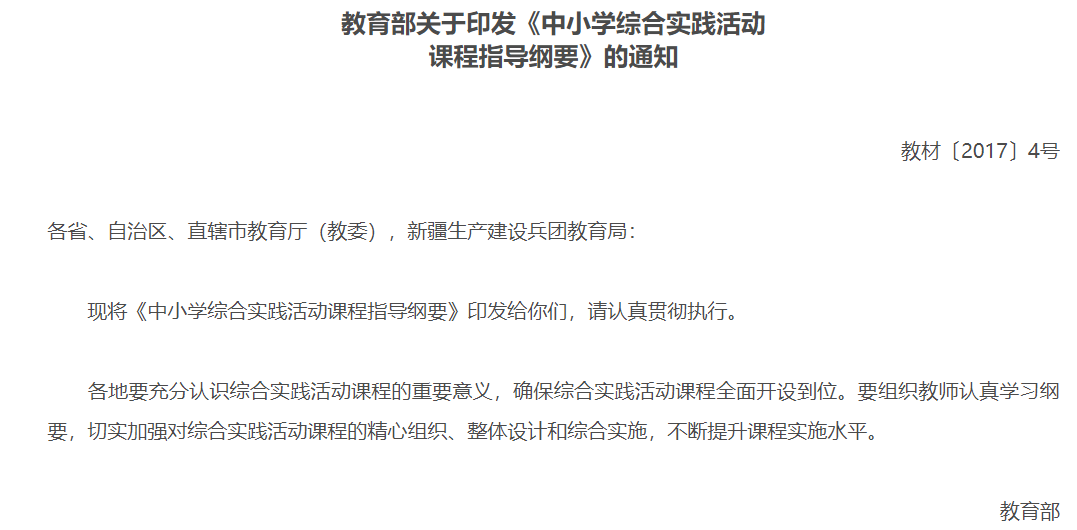 教育部关于印发《中小学综合实践活动
课程指导纲要》的通知
教材〔2017〕4号
各省、自治区、直辖市教育厅（教委），新疆生产建设兵团教育局：
现将《中小学综合实践活动课程指导纲要》印发给你们，请认真贯彻执行。
各地要充分认识综合实践活动课程的重要意义，确保综合实践活动课程全面开设到位。要组织教师认真学习纲
要，切实加强对综合实践活动课程的精心组织、整体设计和综合实施，不断提升课程实施水平。
教育部